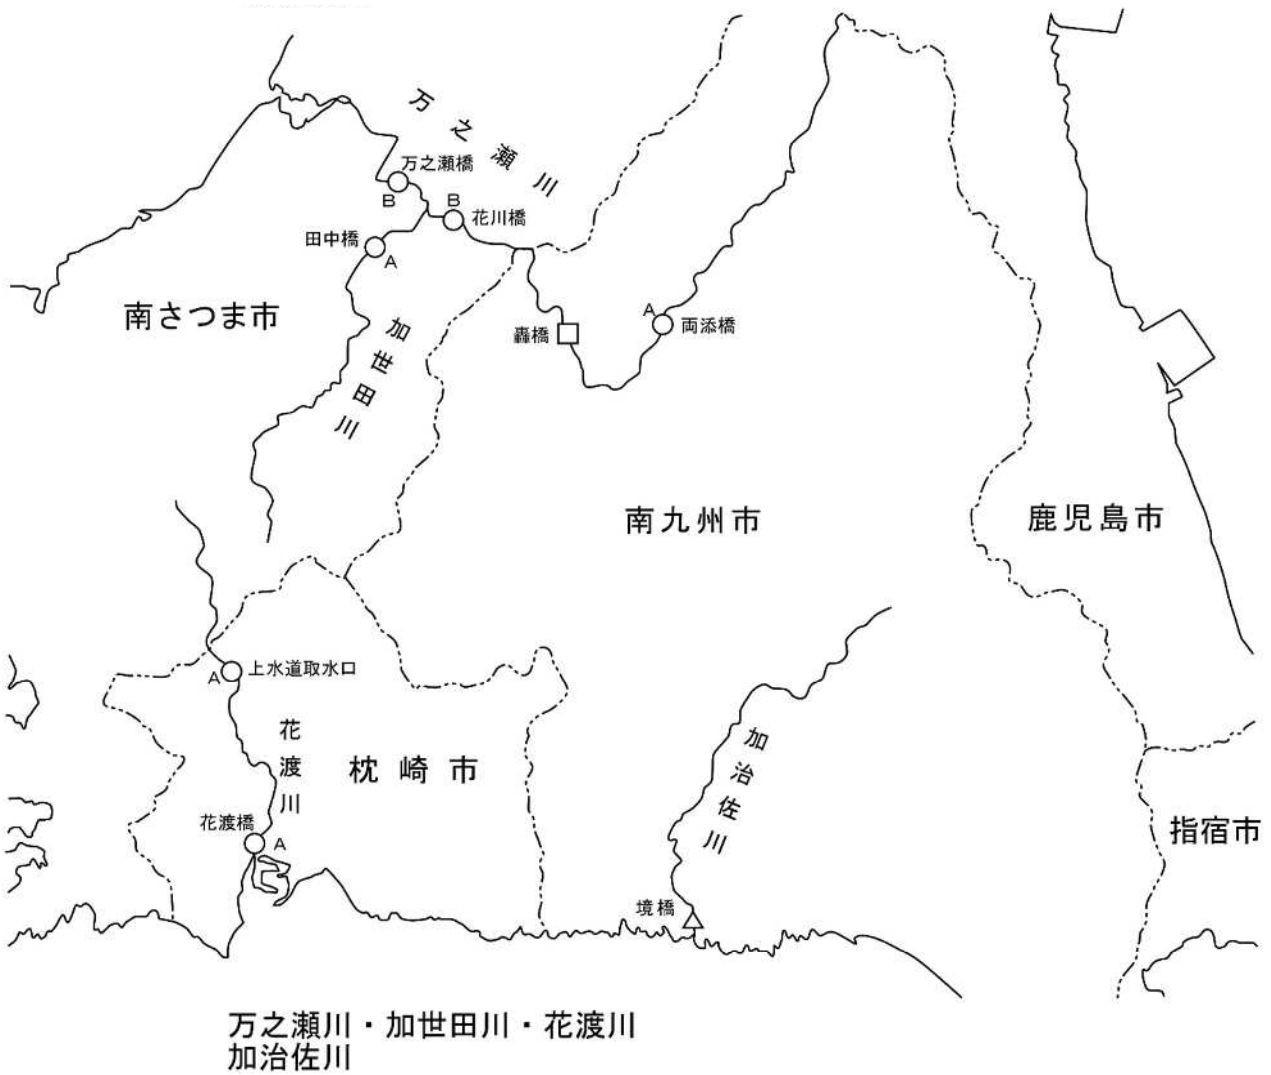 万之瀬川
万之瀬橋
B
B
花川橋
田中橋
A
南さつま市
加世田川
轟橋
A
両添橋
南九州市
鹿児島市
上水道取水口
A
花渡川
枕崎市
加治佐川
花渡橋
A
指宿市
境橋
万之瀬川・加世田川・花渡川
加治佐川